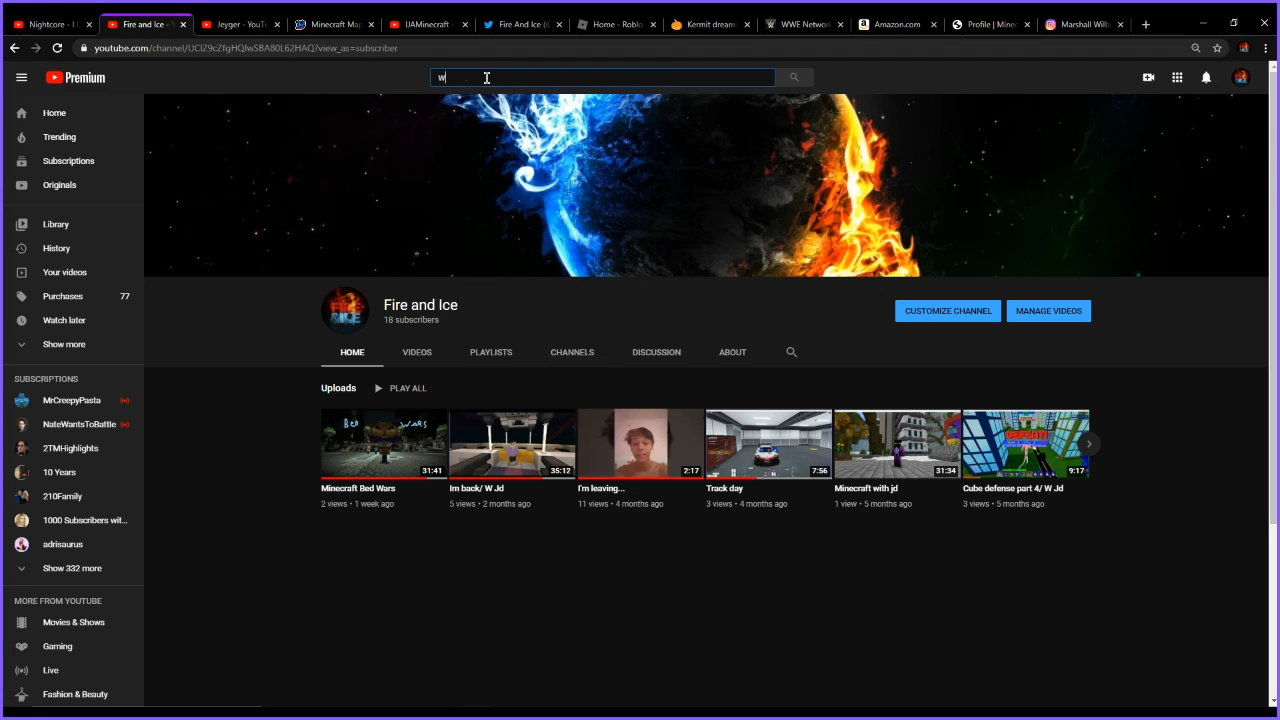 Nightcore - I L
Fire and Ice - Y
Jeyger - YouTu
Minecraft Map
IJAMinecraft -
Fire And Ice (@
Home - Roblo
Kermit dream
WWE Network
Amazon.com
Profile | Minec
Marshall Wilb
youtube.com/channel/UCIZ9cZfgHQIwSBA80L62HAQ?view_as=subscriber
Premium
w
Home
Trending
Subscriptions
Originals
Library
History
Your videos
Purchases 77
Watch later
Show more
SUBSCRIPTIONS
MrCreepyPasta
NateWantsToBattle
2TMHighlights
10 Years
210Family
1000 Subscribers wit...
adrisaurus
Show 332 more
MORE FROM YOUTUBE
Movies & Shows
Gaming
Live
Fashion & Beauty
Fire and Ice
18 subscribers
CUSTOMIZE CHANNEL
MANAGE VIDEOS
HOME VIDEOS PLAYLISTS CHANNELS DISCUSSION ABOUT
Uploads PLAY ALL
BED WARS
31:41
35:12
2:17
7:56
31:34
DEFEAT!
9:17
Minecraft Bed Wars
2 views • 1 week ago
Im back/ W Jd
5 views • 2 months ago
I'm leaving...
11 views • 4 months ago
Track day
3 views • 4 months ago
Minecraft with jd
1 view • 5 months ago
Cube defense part 4/ W Jd
3 views • 5 months ago